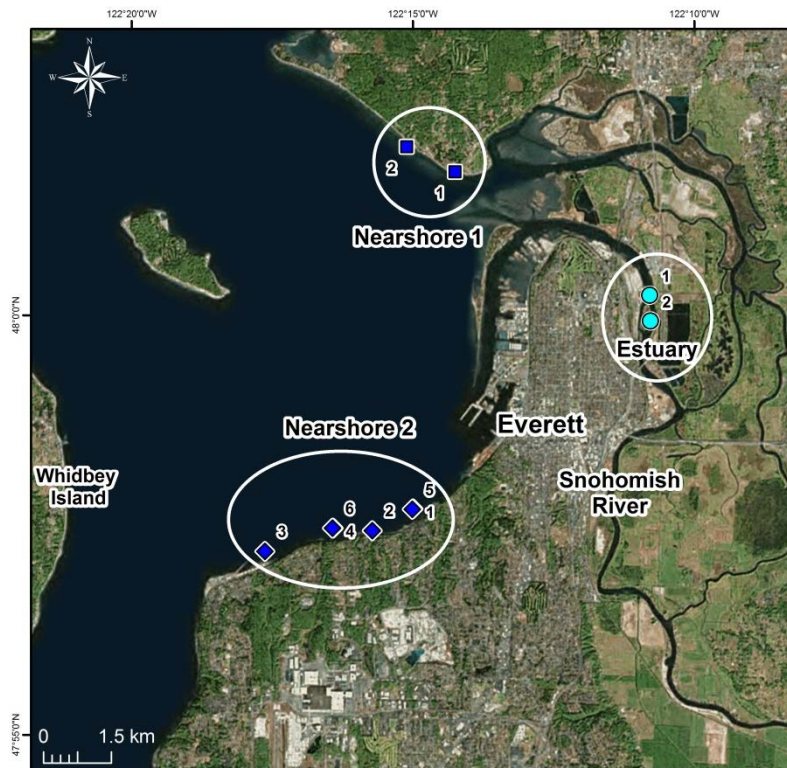 122°20'0"W
122°15'0"W
122°10'0"W
N
W E
S
2
1
Nearshore 1
1
2
Estuary
48°0'0"N
Nearshore 2
Everett
Whidbey
Island
Snohomish
River
5
6 2 1
3 4
47°55'0"N
0 1.5 km